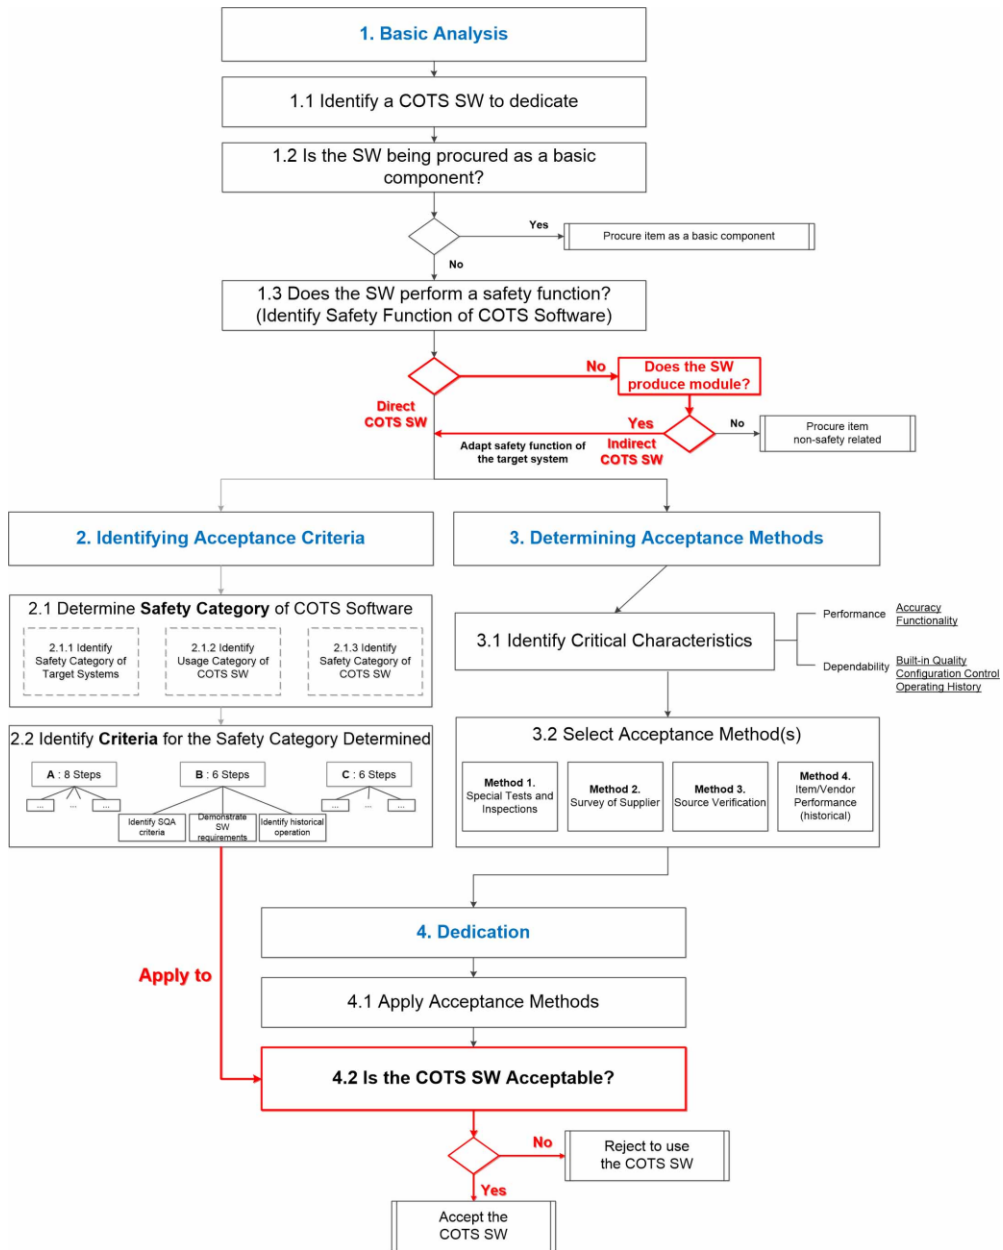 1. Basic Analysis
1.1 Identify a COTS SW to dedicate
1.2 Is the SW being procured as a basic
component?
Yes
Procure item as a basic component
No
1.3 Does the SW perform a safety function?
(Identify Safety Function of COTS Software)
No
Does the SW
produce module?
Direct
COTS SW
Yes
No
Procure item
non-safety related
Adapt safety function of
the target system
Indirect
COTS SW
2. Identifying Acceptance Criteria
3. Determining Acceptance Methods
2.1 Determine Safety Category of COTS Software
2.1.1 Identify
Safety Category of
Target Systems
2.1.2 Identify
Usage Category of
COTS SW
2.1.3 Identify
Safety Category of
COTS SW
3.1 Identify Critical Characteristics
Performance
Accuracy
Functionality
Dependability
Built-in Quality
Configuration Control
Operating History
2.2 Identify Criteria for the Safety Category Determined
A : 8 Steps
B : 6 Steps
C : 6 Steps
...
...
...
...
...
...
Identify SQA
criteria
Demonstrate
SW
requirements
Identify historical
operation
3.2 Select Acceptance Method(s)
Method 1.
Special Tests and
Inspections
Method 2.
Survey of Supplier
Method 3.
Source Verification
Method 4.
Item/Vendor
Performance
(historical)
4. Dedication
Apply to
4.1 Apply Acceptance Methods
4.2 Is the COTS SW Acceptable?
No
Reject to use
the COTS SW
Yes
Accept the
COTS SW